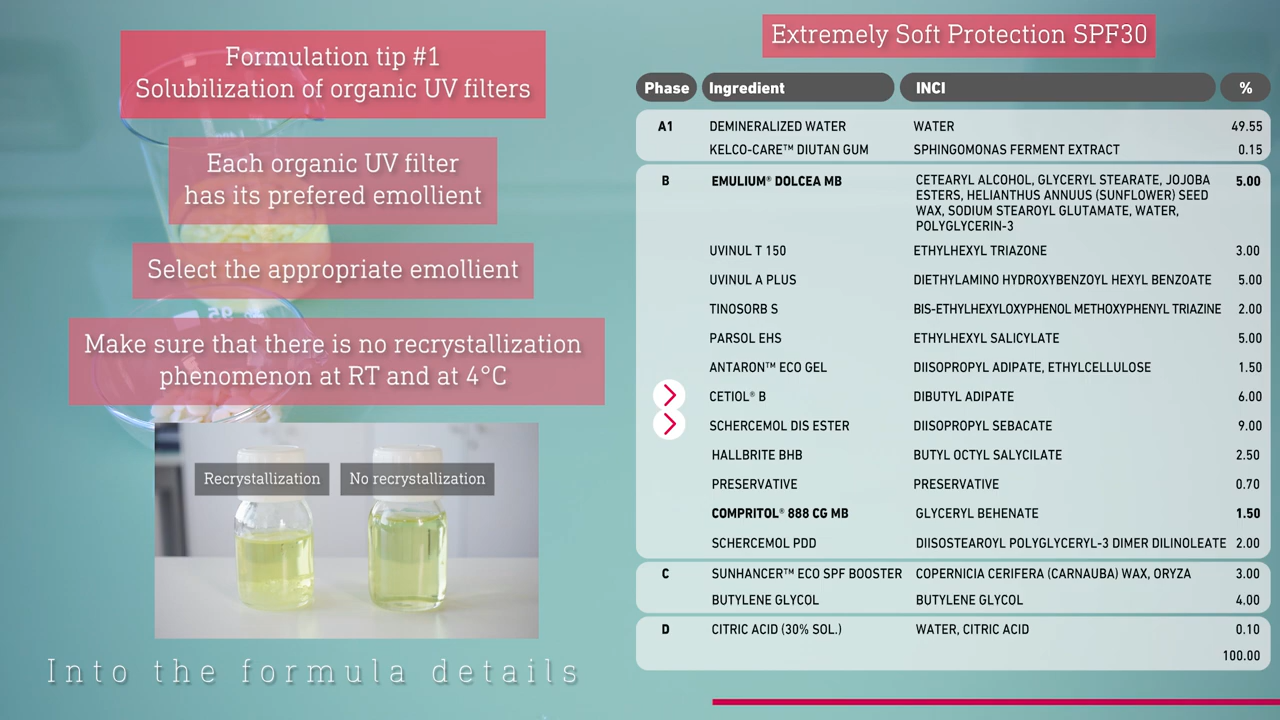 Formulation tip #1
Solubilization of organic UV filters
Each organic UV filter
has its prefered emollient
Select the appropriate emollient
Make sure that there is no recrystallization
phenomenon at RT and at 4°C
Recrystallization
No recrystallization
Into the formula details
Extremely Soft Protection SPF30
Phase Ingredient INCI %
A1 DEMINERALIZED WATER WATER 49.55
KELCO-CARE™ DIUTAN GUM SPHINGOMONAS FERMENT EXTRACT 0.15
B EMULIUM® DOLCEA MB CETEARYL ALCOHOL, GLYCERYL STEARATE, JOJOBA 5.00
ESTERS, HELIANTHUS ANNUUS (SUNFLOWER) SEED
WAX, SODIUM STEAROYL GLUTAMATE, WATER,
POLYGLYCERIN-3
UVINUL T 150 ETHYLHEXYL TRIAZONE 3.00
UVINUL A PLUS DIETHYLAMINO HYDROXYBENZOYL HEXYL BENZOATE 5.00
TINOSORB S BIS-ETHYLHEXYLOXYPHENOL METHOXYPHENYL TRIAZINE 2.00
PARSOL EHS ETHYLHEXYL SALICYLATE 5.00
ANTARON™ ECO GEL DIISOPROPYL ADIPATE, ETHYLCELLULOSE 1.50
CETIOL® B DIBUTYL ADIPATE 6.00
SCHERCEMOL DIS ESTER DIISOPROPYL SEBACATE 9.00
HALLBRITE BHB BUTYL OCTYL SALYCILATE 2.50
PRESERVATIVE PRESERVATIVE 0.70
COMPRITOL® 888 CG MB GLYCERYL BEHENATE 1.50
SCHERCEMOL PDD DIISOSTEAROYL POLYGLYCERYL-3 DIMER DILINOLEATE 2.00
C SUNHANCER™ ECO SPF BOOSTER COPERNICIA CERIFERA (CARNAUBA) WAX, ORYZA 3.00
BUTYLENE GLYCOL BUTYLENE GLYCOL 4.00
D CITRIC ACID (30% SOL.) WATER, CITRIC ACID 0.10
100.00